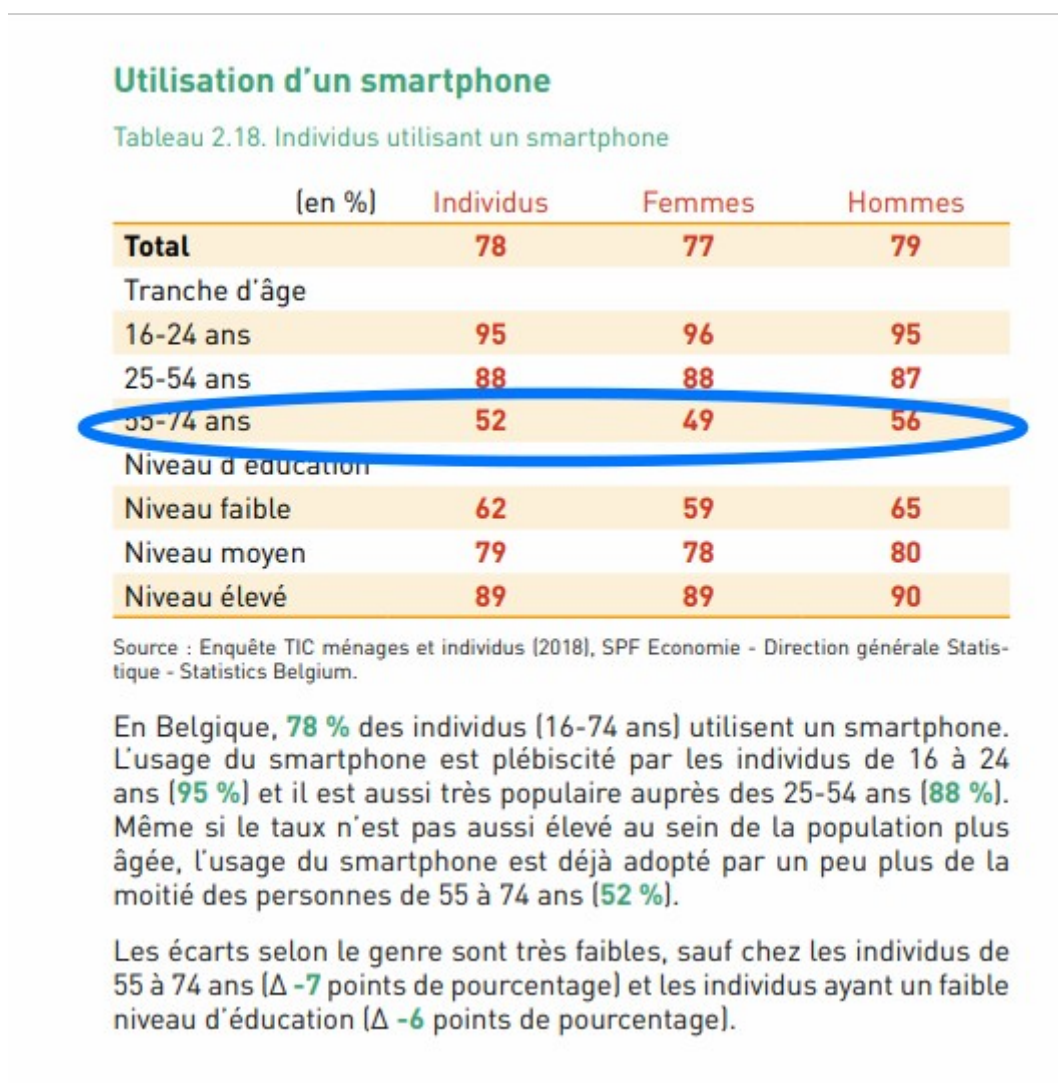 Utilisation d'un smartphone
Tableau 2.18. Individus utilisant un smartphone
(en %) Individus Femmes Hommes
Total 78 77 79
Tranche d'âge
16-24 ans 95 96 95
25-54 ans 88 88 87
55-74 ans 52 49 56
Niveau d'éducation
Niveau faible 62 59 65
Niveau moyen 79 78 80
Niveau élevé 89 89 90
Source : Enquête TIC ménages et individus (2018), SPF Economie - Direction générale Statis-
tique - Statistics Belgium.
En Belgique, 78 % des individus (16-74 ans) utilisent un smartphone.
L'usage du smartphone est plébiscité par les individus de 16 à 24
ans (95 %) et il est aussi très populaire auprès des 25-54 ans (88 %).
Même si le taux n'est pas aussi élevé au sein de la population plus
âgée, l'usage du smartphone est déjà adopté par un peu plus de la
moitié des personnes de 55 à 74 ans (52 %).
Les écarts selon le genre sont très faibles, sauf chez les individus de
55 à 74 ans (Δ -7 points de pourcentage) et les individus ayant un faible
niveau d'éducation (Δ -6 points de pourcentage).